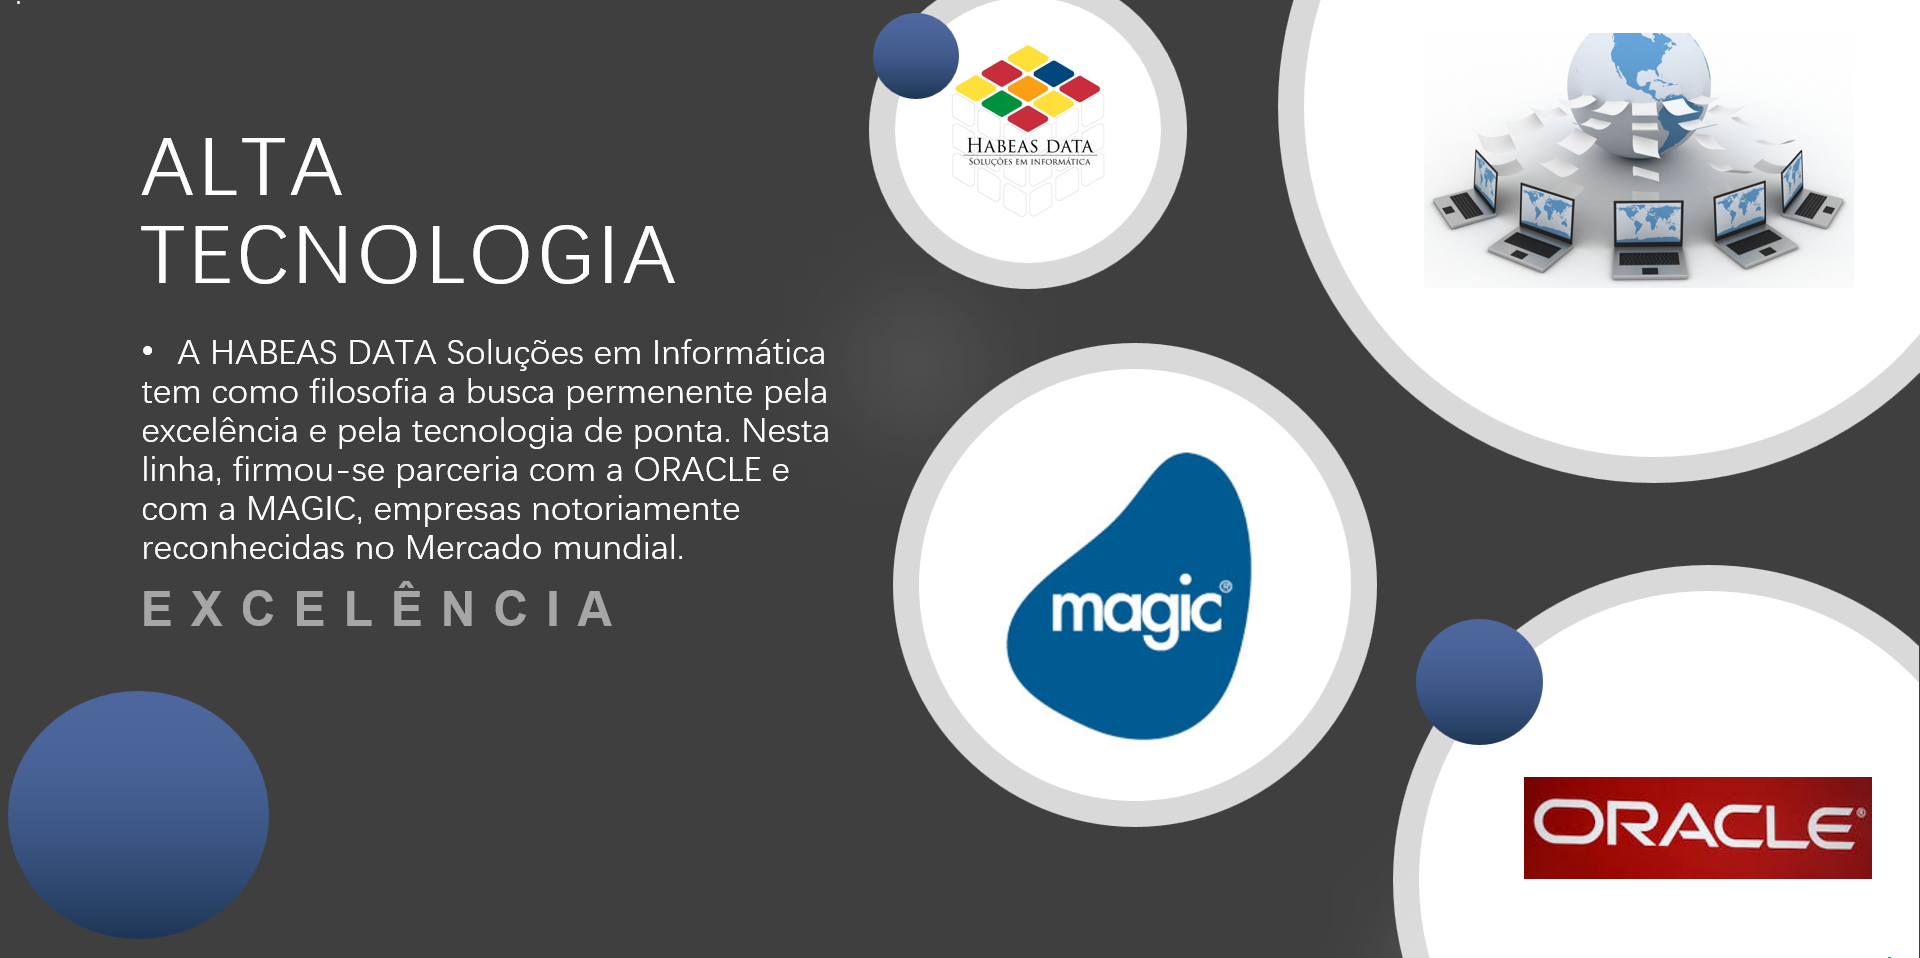 ALTA
TECNOLOGIA
• A HABEAS DATA Soluções em Informática
tem como filosofia a busca permenente pela
excelência e pela tecnologia de ponta. Nesta
linha, firmou-se parceria com a ORACLE e
com a MAGIC, empresas notoriamente
reconhecidas no Mercado mundial.
EXCELÊNCIA
HABEAS DATA
SOLUÇÕES EM INFORMÁTICA
magic®
ORACLE®